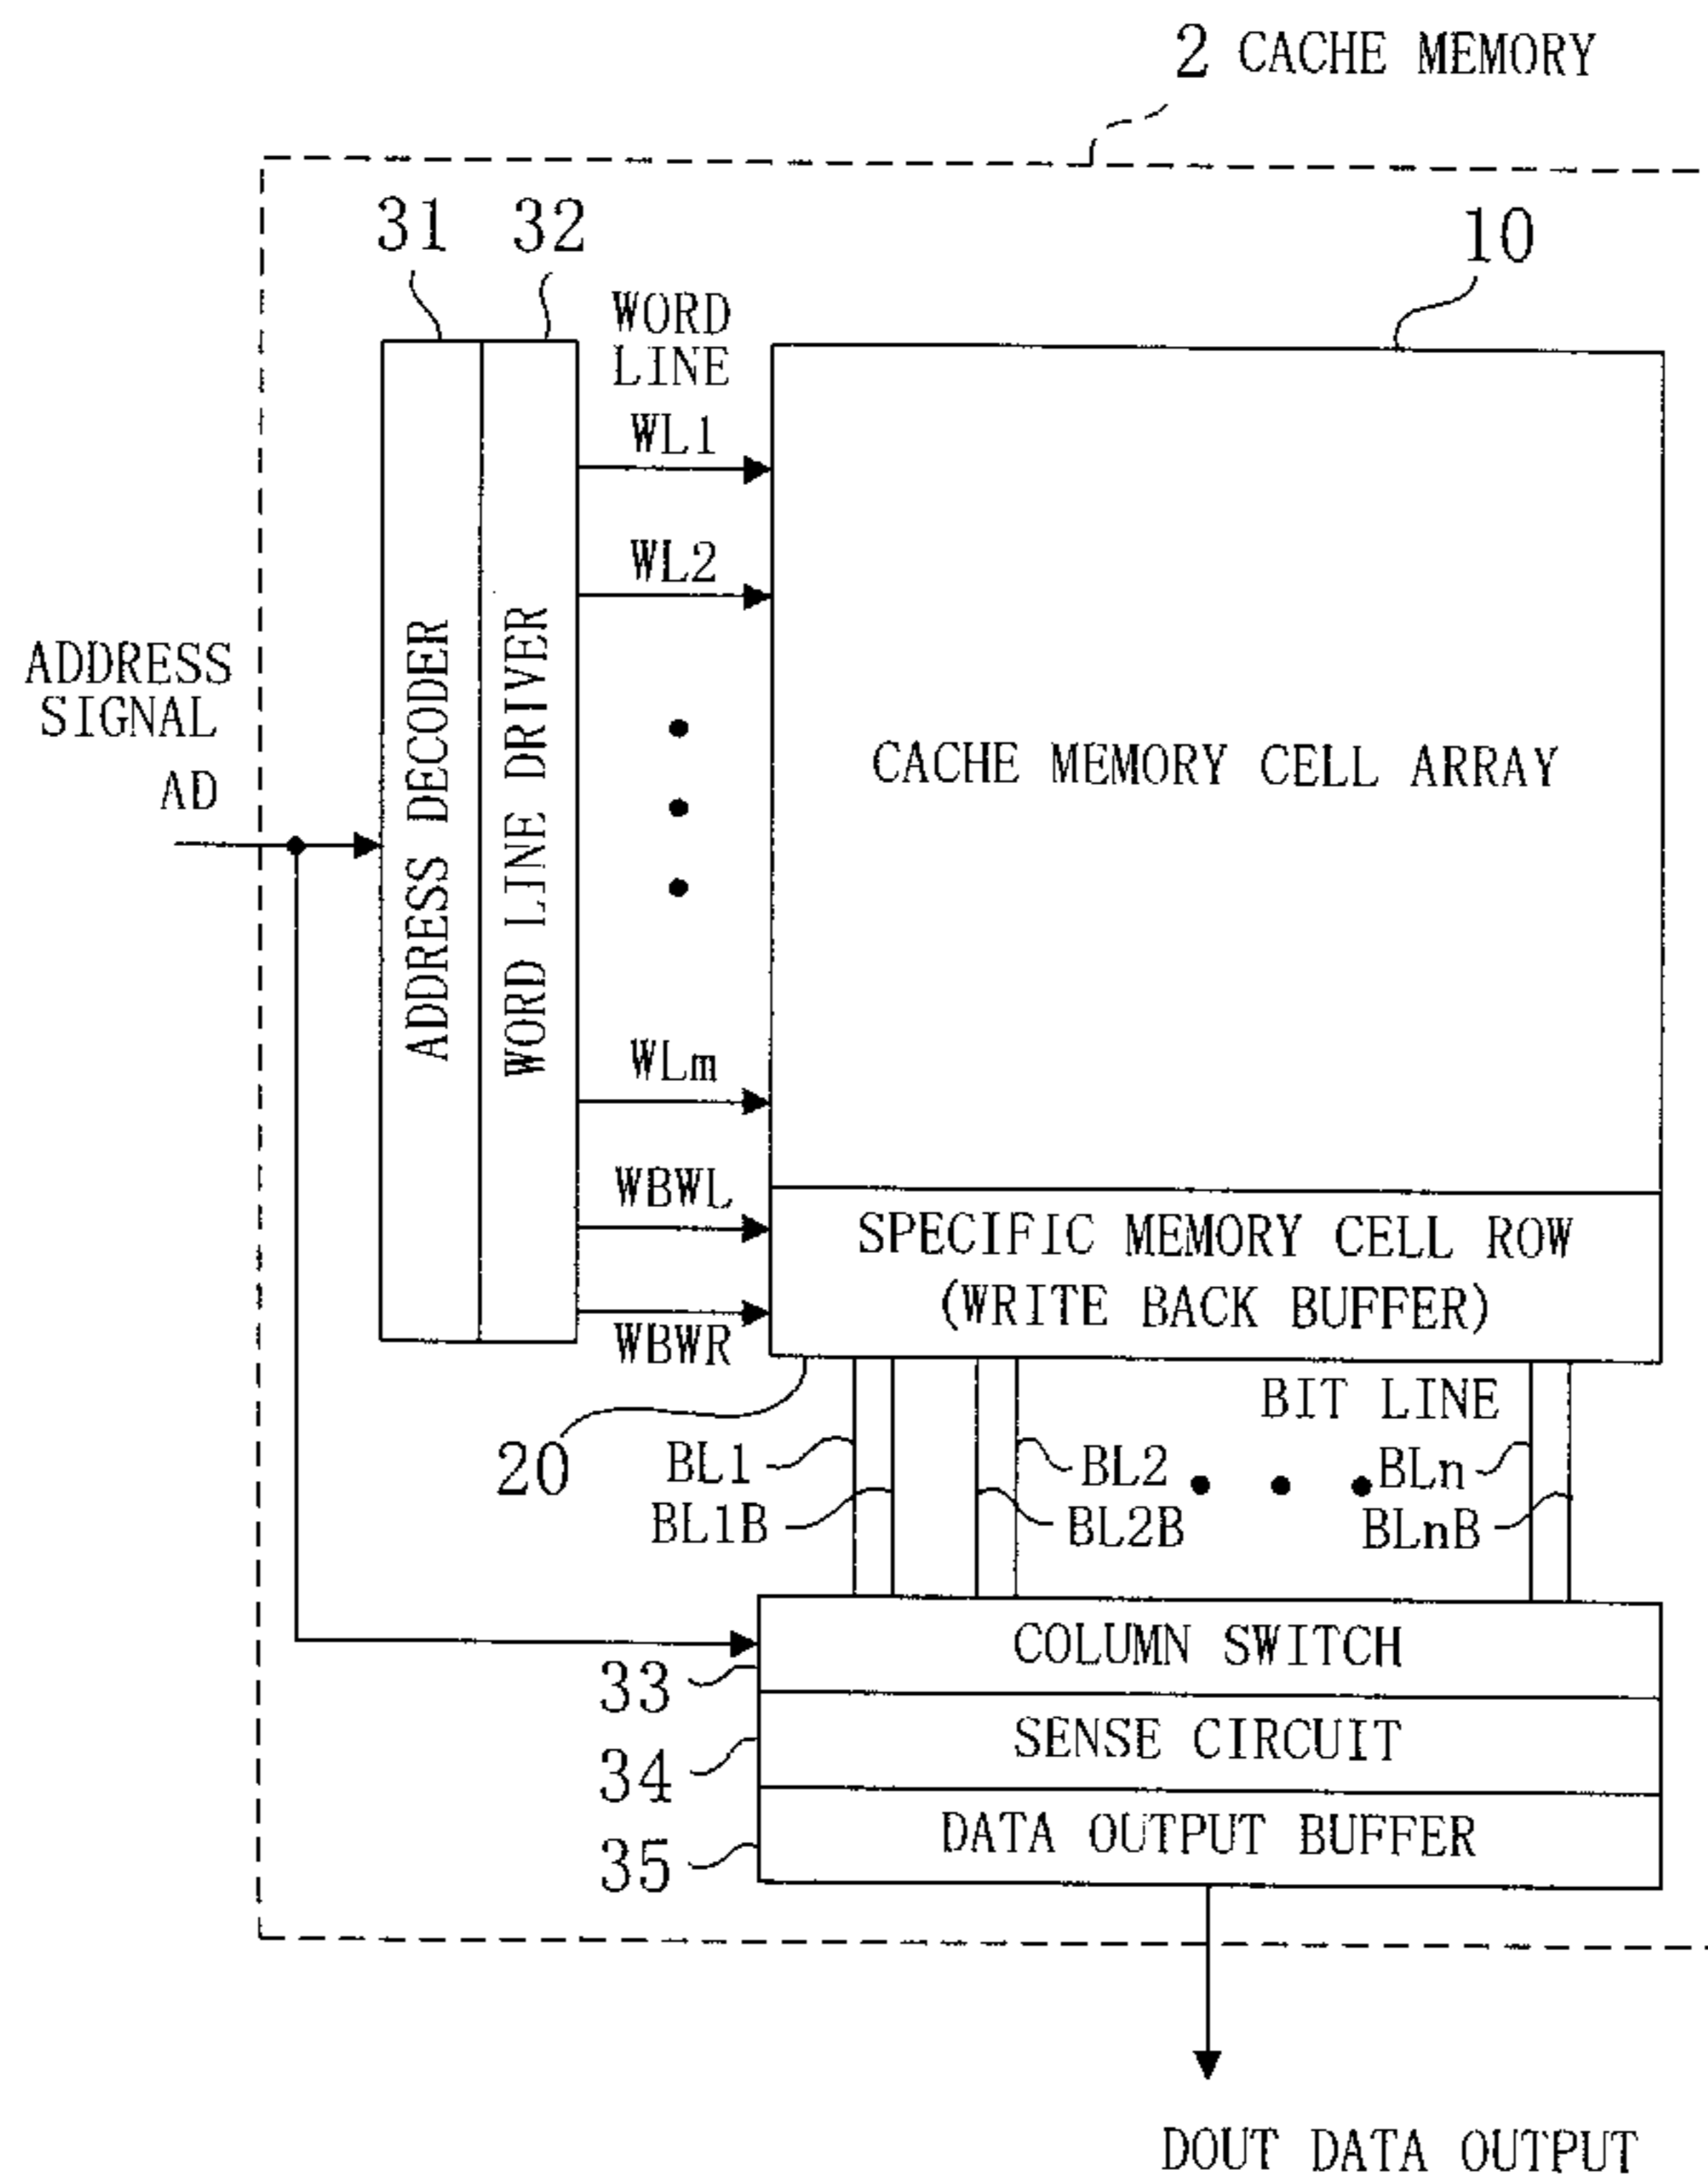 2 CACHE MEMORY
31 32
10
WORD
LINE
WL1
WL2
ADDRESS
SIGNAL
AD
ADDRESS DECODER
WORD LINE DRIVER
CACHE MEMORY CELL ARRAY
WLm
WBWL
SPECIFIC MEMORY CELL ROW
(WRITE BACK BUFFER)
WBWR
BIT LINE
20
BL1
BL2
BLn
BL1B
BL2B
BLnB
COLUMN SWITCH
33
SENSE CIRCUIT
34
DATA OUTPUT BUFFER
35
DOUT DATA OUTPUT